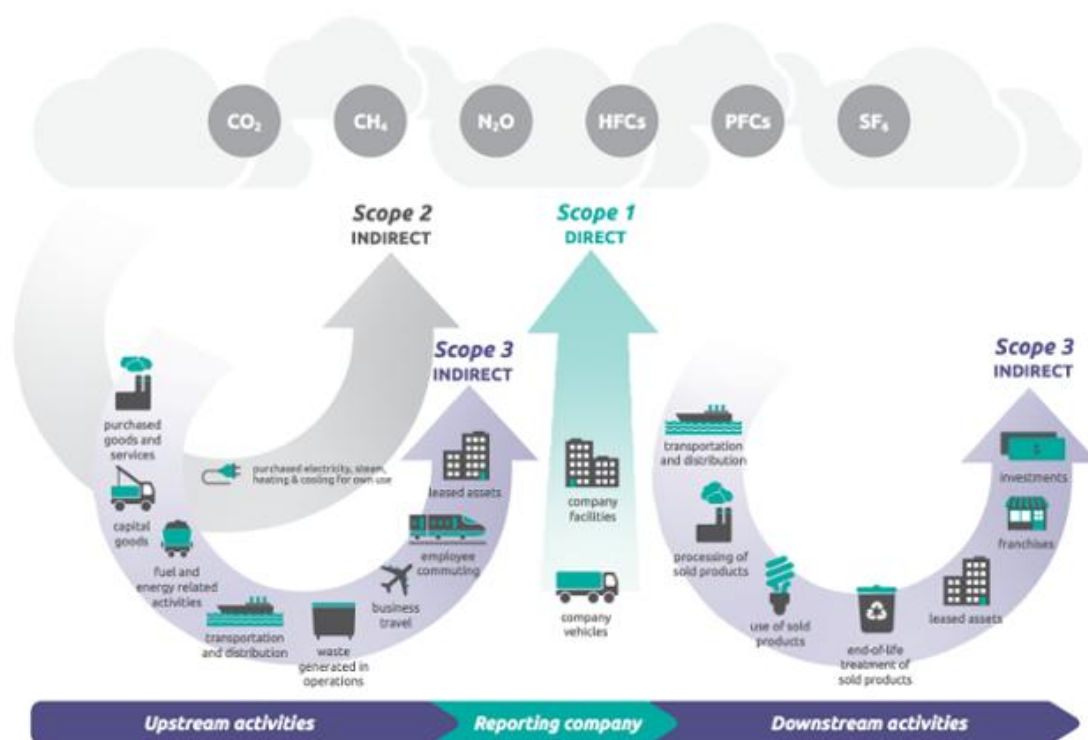 CO₂
CH₄
N₂O
HFCs
PFCs
SF₆
Scope 2
INDIRECT
Scope 1
DIRECT
Scope 3
INDIRECT
Scope 3
INDIRECT
purchased
goods and
services
capital
goods
fuel and
energy related
activities
transportation
and distribution
waste
generated in
operations
business
travel
employee
commuting
leased assets
purchased electricity, steam,
heating & cooling for own use
company
facilities
company
vehicles
transportation
and distribution
processing of
sold products
use of sold
products
end-of-life
treatment of
sold products
leased assets
franchises
$
investments
Upstream activities
Reporting company
Downstream activities